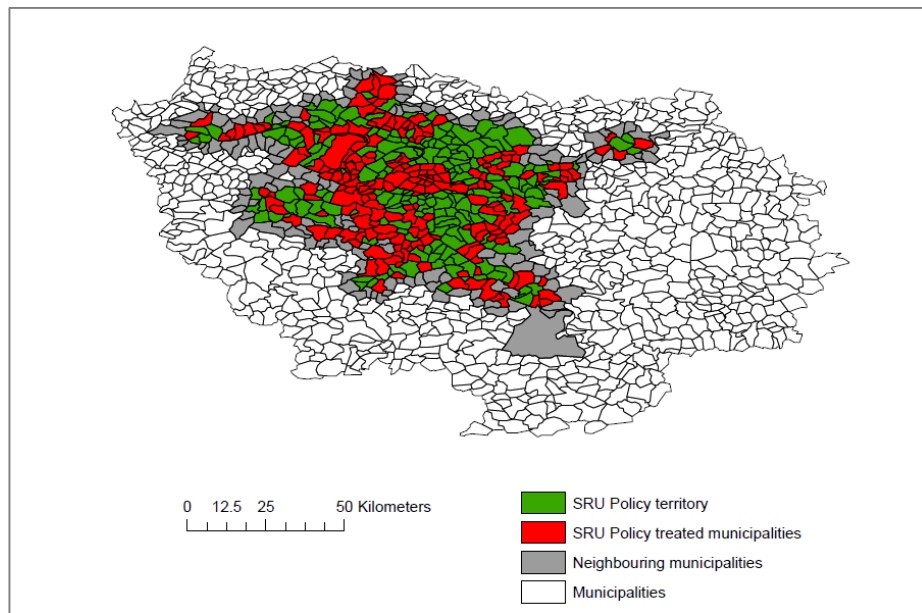 0 12.5 25 50 Kilometers
SRU Policy territory
SRU Policy treated municipalities
Neighbouring municipalities
Municipalities